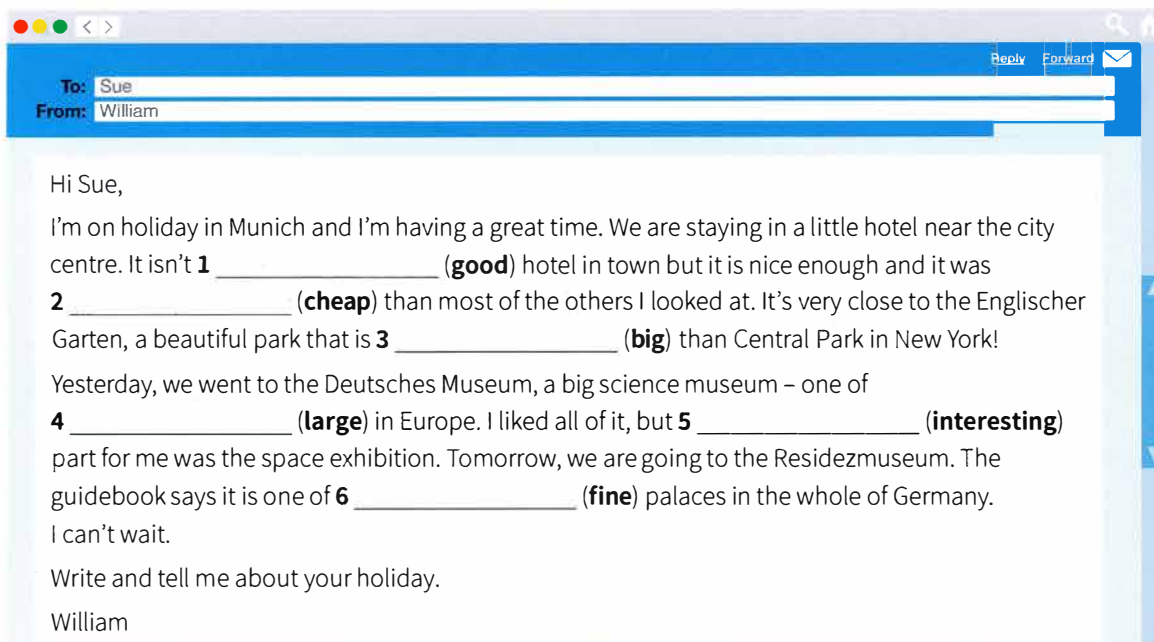 Reply Forward
To: Sue
From: William
Hi Sue,
I'm on holiday in Munich and I'm having a great time. We are staying in a little hotel near the city
centre. It isn't 1 ____________________ (good) hotel in town but it is nice enough and it was
2 ____________________ (cheap) than most of the others I looked at. It's very close to the Englischer
Garten, a beautiful park that is 3 ____________________ (big) than Central Park in New York!
Yesterday, we went to the Deutsches Museum, a big science museum – one of
4 ____________________ (large) in Europe. I liked all of it, but 5 ____________________ (interesting)
part for me was the space exhibition. Tomorrow, we are going to the Residezmuseum. The
guidebook says it is one of 6 ____________________ (fine) palaces in the whole of Germany.
I can't wait.
Write and tell me about your holiday.
William